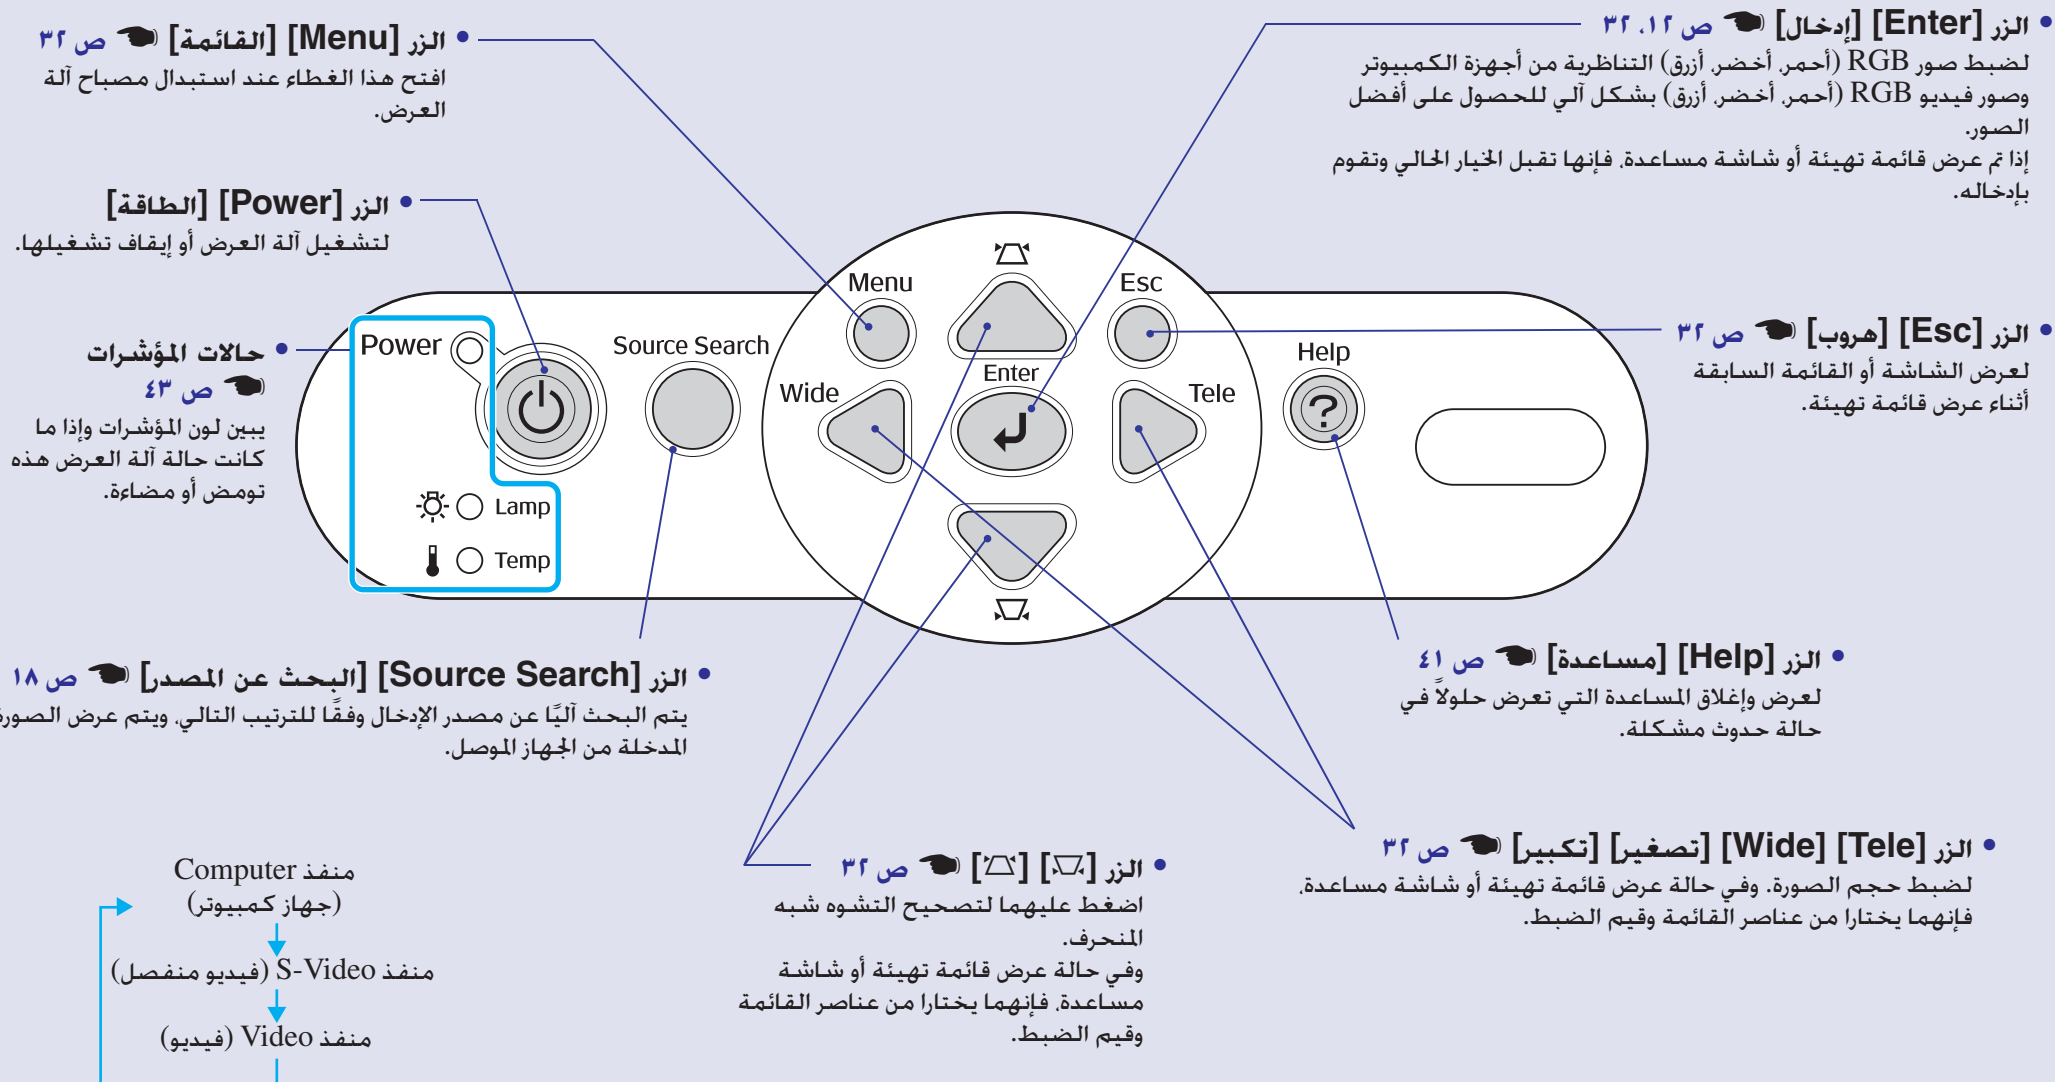 • الزر [Enter] [إدخال] ☚ ص ١٢، ٣٢
لضبط صور RGB (أحمر، أخضر، أزرق) التناظرية من أجهزة الكمبيوتر
وصور فيديو RGB (أحمر، أخضر، أزرق) بشكل آلي للحصول على أفضل
الصور.
إذا تم عرض قائمة تهيئة أو شاشة مساعدة، فإنها تقبل الخيار الحالي وتقوم
بإدخاله.
• الزر [Menu] [القائمة] ☚ ص ٣٢
افتح هذا الغطاء عند استبدال مصباح آلة
العرض.
• الزر [Power] [الطاقة]
لتشغيل آلة العرض أو إيقاف تشغيلها.
• حالات المؤشرات
☚ ص ٤٣
يبين لون المؤشرات وإذا ما
كانت حالة آلة العرض هذه
تومض أو مضاءة.
Power
Source Search
Menu
Esc
Wide
Enter
Tele
Help
?
Lamp
Temp
• الزر [Esc] [هروب] ☚ ص ٣٢
لعرض الشاشة أو القائمة السابقة
أثناء عرض قائمة تهيئة.
• الزر [Help] [مساعدة] ☚ ص ٤١
لعرض وإغلاق المساعدة التي تعرض حلولاً في
حالة حدوث مشكلة.
• الزر [Source Search] [البحث عن المصدر] ☚ ص ١٨
يتم البحث آليًا عن مصدر الإدخال وفقًا للترتيب التالي، ويتم عرض الصورة
المدخلة من الجهاز الموصل.
• الزر [Tele] [Wide] [تصغير] [تكبير] ☚ ص ٣٢
لضبط حجم الصورة. وفي حالة عرض قائمة تهيئة أو شاشة مساعدة،
فإنهما يختارا من عناصر القائمة وقيم الضبط.
• الزر [] [] ☚ ص ٣٢
اضغط عليهما لتصحيح التشوه شبه
المنحرف.
وفي حالة عرض قائمة تهيئة أو شاشة
مساعدة، فإنهما يختارا من عناصر القائمة
وقيم الضبط.
منفذ Computer
(جهاز كمبيوتر)
منفذ S-Video (فيديو منفصل)
منفذ Video (فيديو)